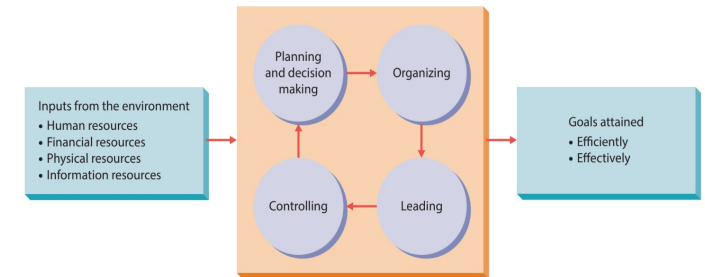 Inputs from the environment
• Human resources
• Financial resources
• Physical resources
• Information resources
Planning
and decision
making
Organizing
Controlling
Leading
Goals attained
• Efficiently
• Effectively